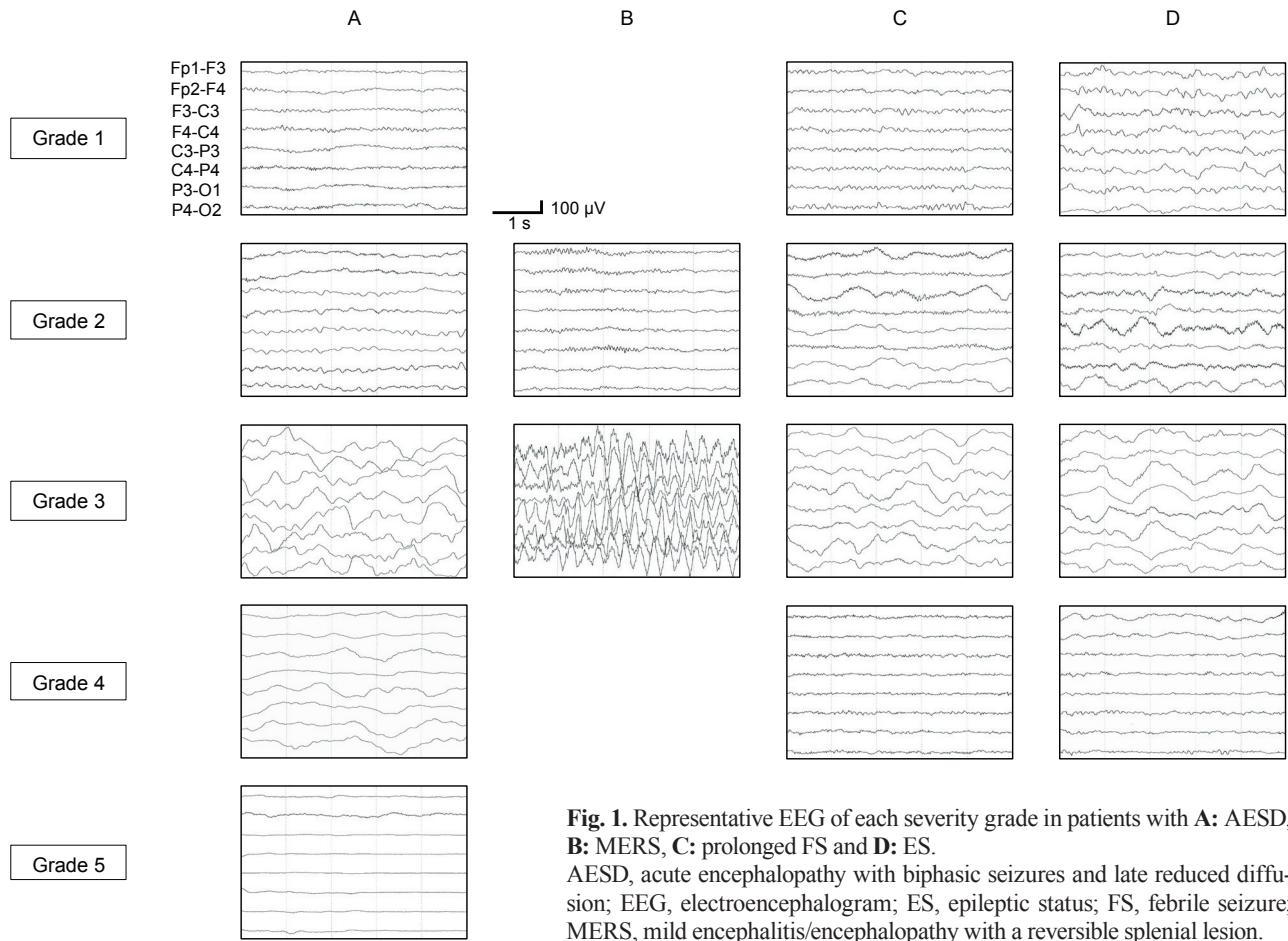 A B C D
Grade 1
Fp1-F3
Fp2-F4
F3-C3
F4-C4
C3-P3
C4-P4
P3-O1
P4-O2
100 µV
1 s
Grade 2
Grade 3
Grade 4
Grade 5
Fig. 1. Representative EEG of each severity grade in patients with A: AESD,
B: MERS, C: prolonged FS and D: ES.
AESD, acute encephalopathy with biphasic seizures and late reduced diffu-
sion; EEG, electroencephalogram; ES, epileptic status; FS, febrile seizure;
MERS, mild encephalitis/encephalopathy with a reversible splenial lesion.